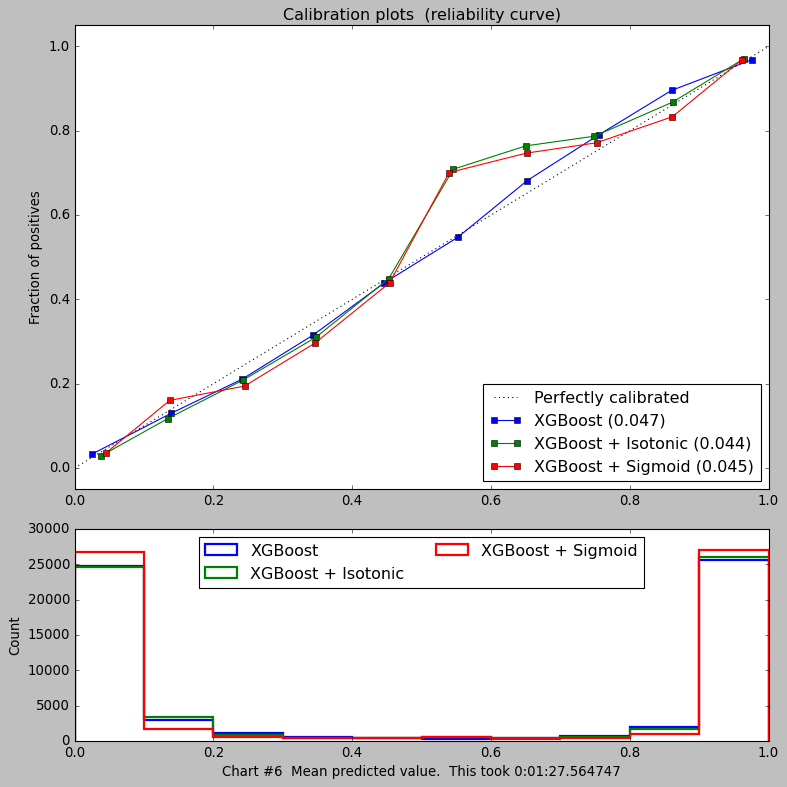 Calibration plots  (reliability curve)
1.0
0.8
0.6
0.4
0.2
0.0
Fraction of positives
Perfectly calibrated
XGBoost (0.047)
XGBoost + Isotonic (0.044)
XGBoost + Sigmoid (0.045)
0.0 0.2 0.4 0.6 0.8 1.0
30000
25000
20000
15000
10000
5000
0
Count
XGBoost
XGBoost + Isotonic
XGBoost + Sigmoid
0.0 0.2 0.4 0.6 0.8 1.0
Chart #6  Mean predicted value.  This took 0:01:27.564747